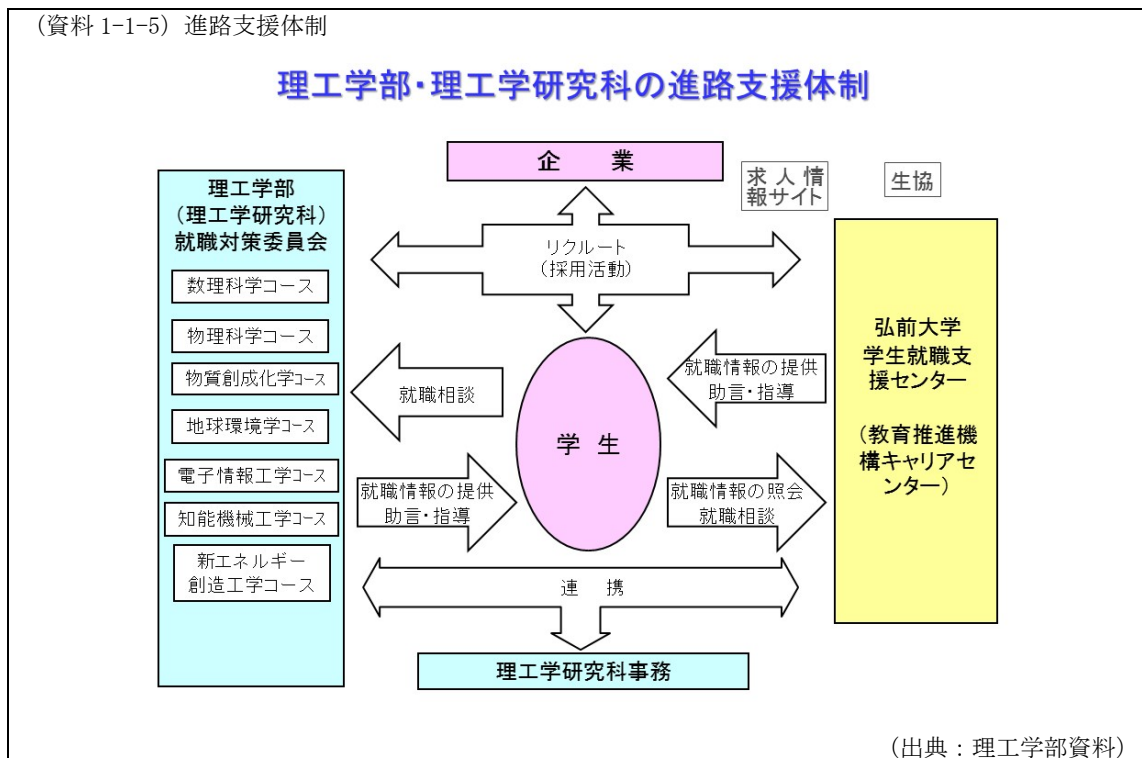 (資料 1-1-5) 進路支援体制
理工学部・理工学研究科の進路支援体制
企 業
求人情
報サイト
生協
理工学部
(理工学研究科)
就職対策委員会
数理科学コース
物理科学コース
物質創成化学コース
地球環境学コース
電子情報工学コース
知能機械工学コース
新エネルギー
創造工学コース
リクルート
(採用活動)
就職相談
学 生
就職情報の提供
助言・指導
就職情報の提供
助言・指導
就職情報の照会
就職相談
連 携
弘前大学
学生就職支
援センター
(教育推進機
構キャリアセ
ンター)
理工学研究科事務
(出典:理工学部資料)